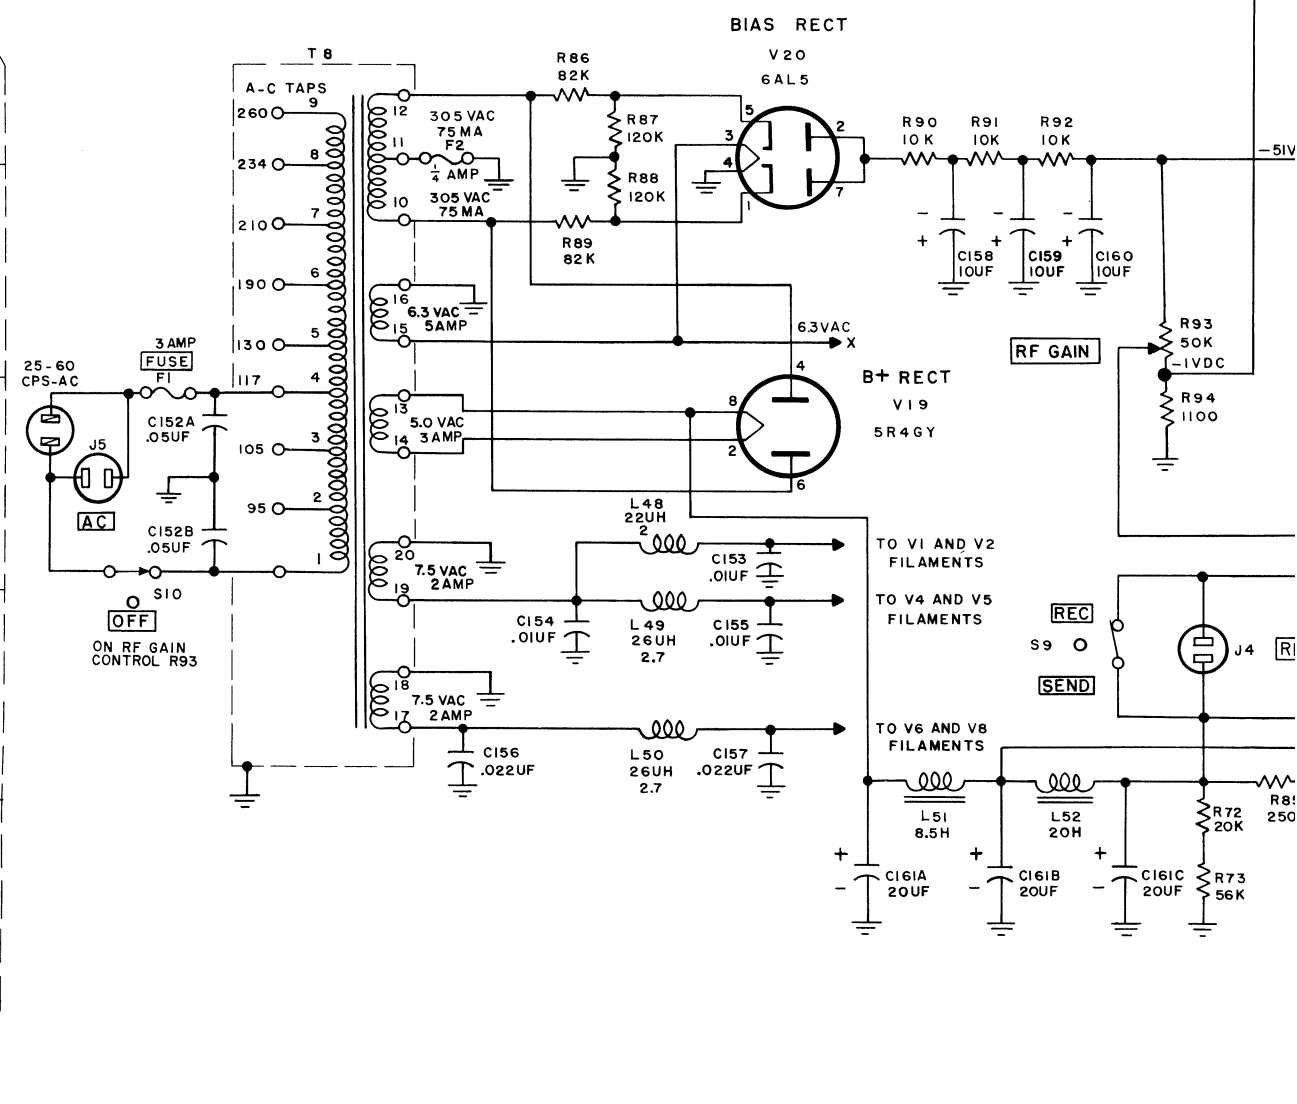 BIAS RECT
V20
6AL5
T8
A-C TAPS
260
9
234
8
210
7
190
6
130
5
117
4
105
3
95
2
1
25-60
CPS-AC
3 AMP
FUSE
F1
C152A
.05UF
J5
AC
C152B
.05UF
S10
OFF
ON RF GAIN
CONTROL R93
12
305 VAC
75 MA
11
F2
1/4 AMP
10
305 VAC
75 MA
16
6.3 VAC
5AMP
15
13
5.0 VAC
3 AMP
14
20
7.5 VAC
2 AMP
19
18
7.5 VAC
2 AMP
17
R86
82K
R87
120K
R88
120K
R89
82K
5
3
4
1
2
7
R90
10K
R91
10K
R92
10K
-51V
-
+
C158
10UF
-
+
C159
10UF
-
+
C160
10UF
6.3VAC
X
4
B+ RECT
V19
5R4GY
8
2
6
RF GAIN
R93
50K
-1VDC
R94
1100
L48
22UH
2
C153
.01UF
TO V1 AND V2
FILAMENTS
C154
.01UF
L49
26UH
2.7
C155
.01UF
TO V4 AND V5
FILAMENTS
C156
.022UF
L50
26UH
2.7
C157
.022UF
TO V6 AND V8
FILAMENTS
REC
S9
SEND
J4
L51
8.5H
L52
20H
R72
20K
R73
56K
+
-
C161A
20UF
+
-
C161B
20UF
+
-
C161C
20UF
250